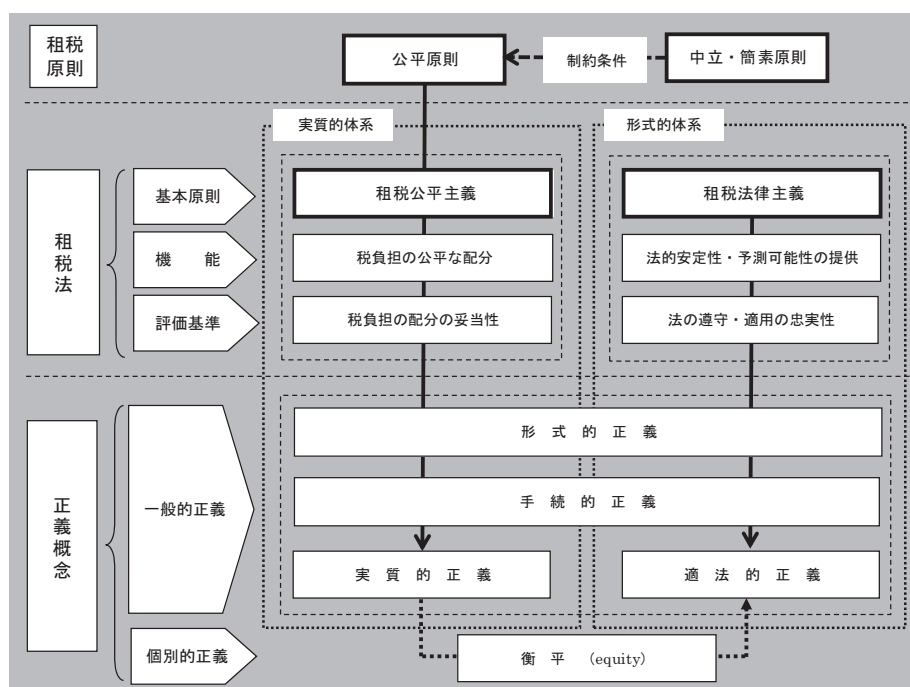 租税
原則
公平原則
制約条件
中立・簡素原則
実質的体系
形式的体系
租税法
基本原則
租税公平主義
租税法律主義
機　能
税負担の公平な配分
法的安定性・予測可能性の提供
評価基準
税負担の配分の妥当性
法の遵守・適用の忠実性
正義概念
一般的正義
形式的正義
手続的正義
実質的正義
適法的正義
個別的正義
衡平　(equity)